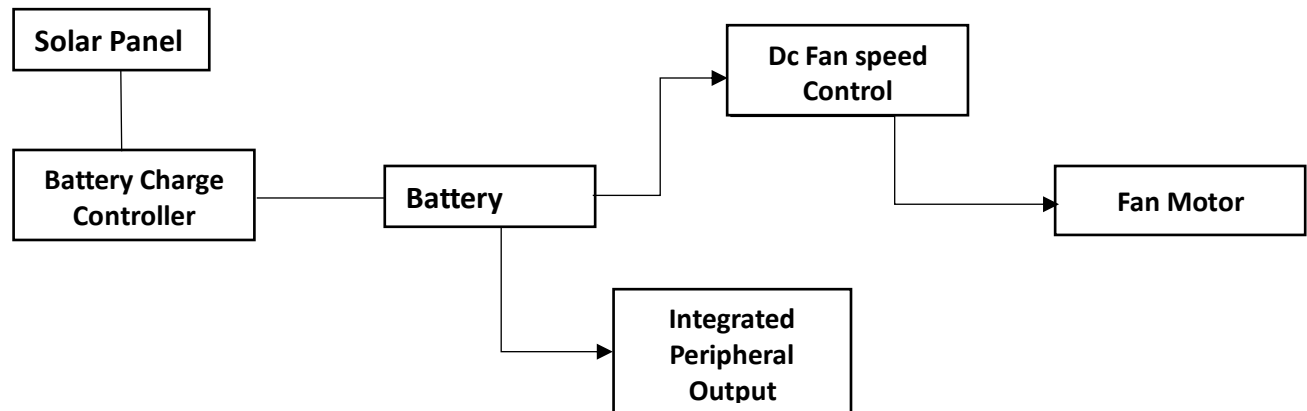 Solar Panel
Dc Fan speed
Control
Battery Charge
Controller
Battery
Fan Motor
Integrated
Peripheral
Output